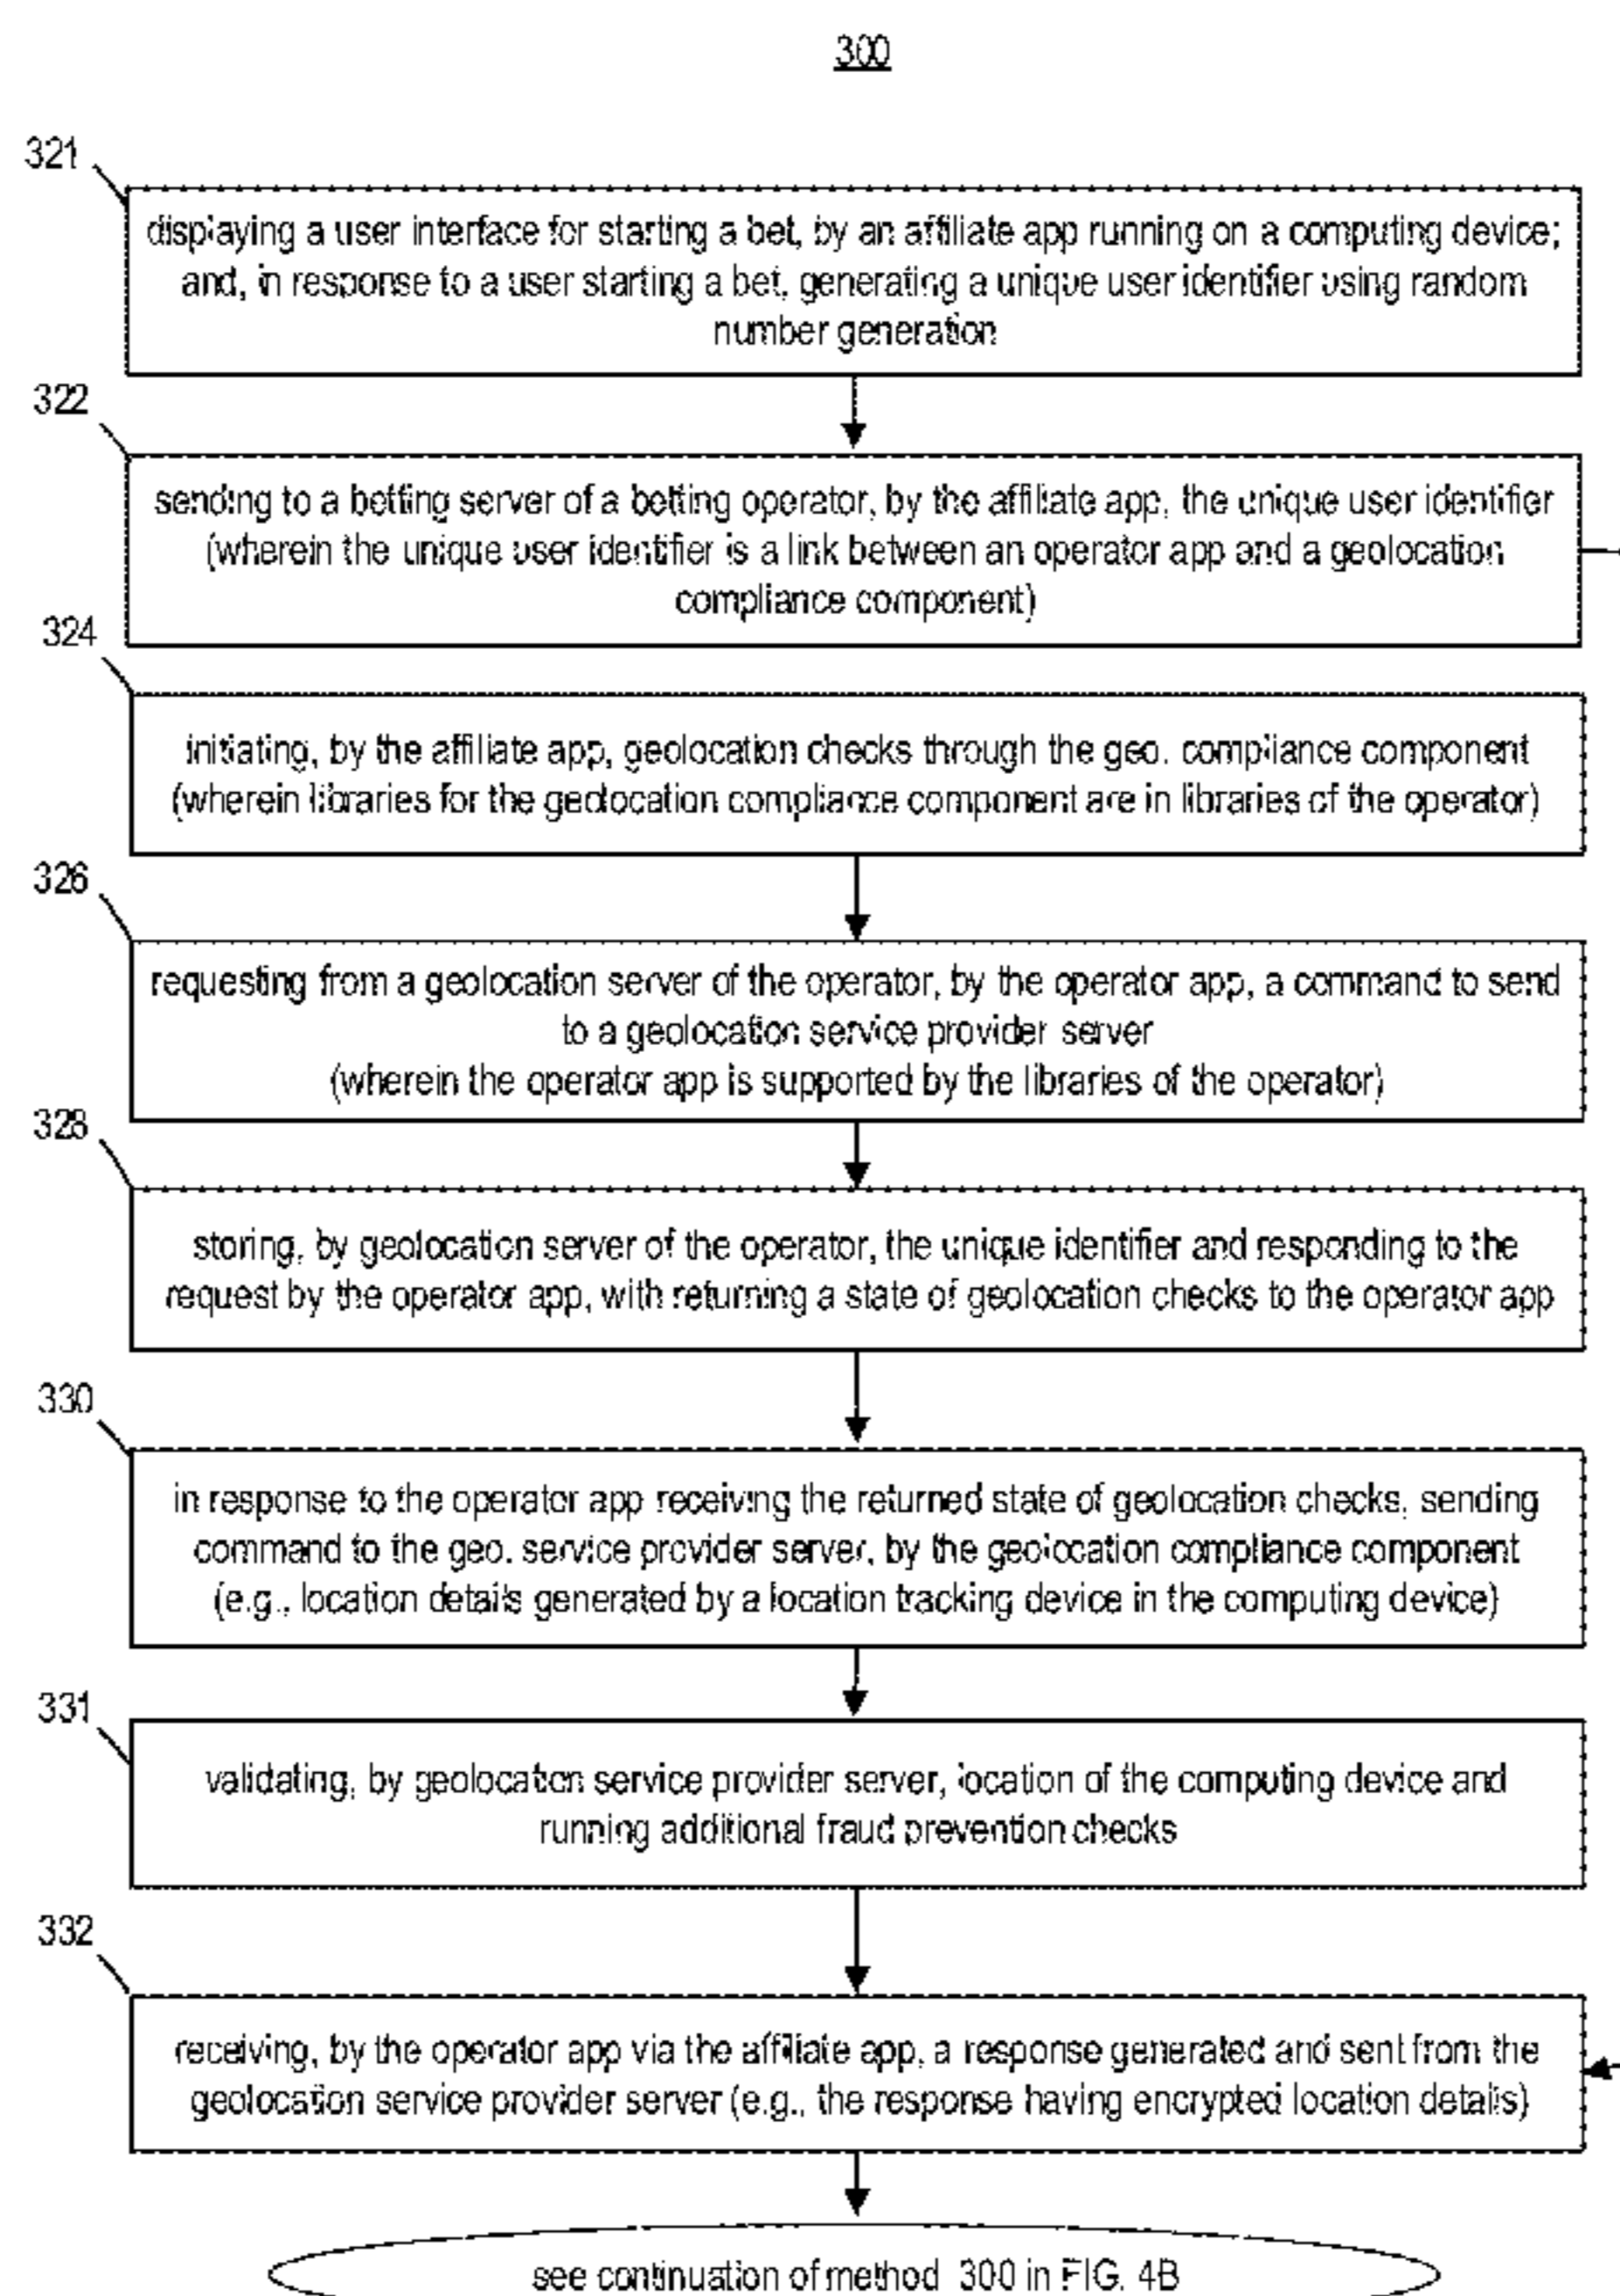 300
321
displaying a user interface for starting a bet, by an affiliate app running on a computing device;
and, in response to a user starting a bet, generating a unique user identifier using random
number generation
322
sending to a betting server of a betting operator, by the affiliate app, the unique user identifier
(wherein the unique user identifier is a link between an operator app and a geolocation
compliance component)
324
initiating, by the affiliate app, geolocation checks through the geo. compliance component
(wherein libraries for the geolocation compliance component are in libraries of the operator)
326
requesting from a geolocation server of the operator, by the operator app, a command to send
to a geolocation service provider server
(wherein the operator app is supported by the libraries of the operator)
328
storing, by geolocation server of the operator, the unique identifier and responding to the
request by the operator app, with returning a state of geolocation checks to the operator app
330
in response to the operator app receiving the returned state of geolocation checks, sending
command to the geo. service provider server, by the geolocation compliance component
(e.g., location details generated by a location tracking device in the computing device)
331
validating, by geolocation service provider server, location of the computing device and
running additional fraud prevention checks
332
receiving, by the operator app via the affiliate app, a response generated and sent from the
geolocation service provider server (e.g., the response having encrypted location details)
see continuation of method 300 in FIG. 4B